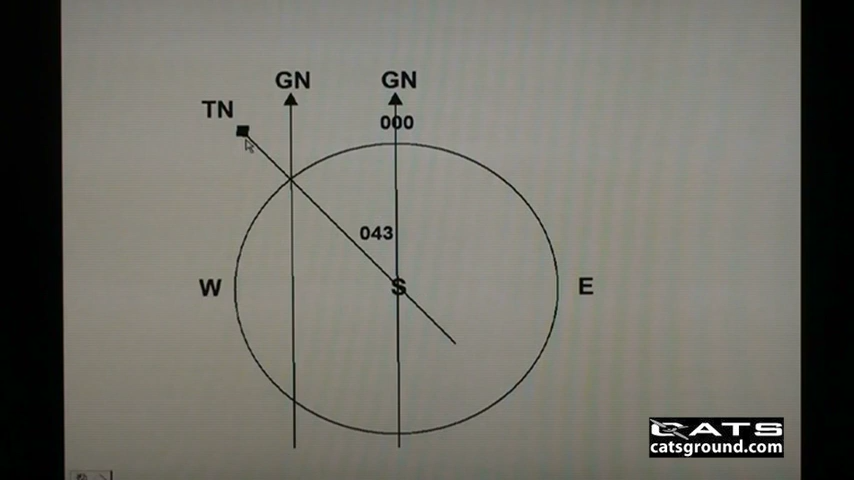 GN
GN
TN
000
043
W
S
E
CATS
catsground.com